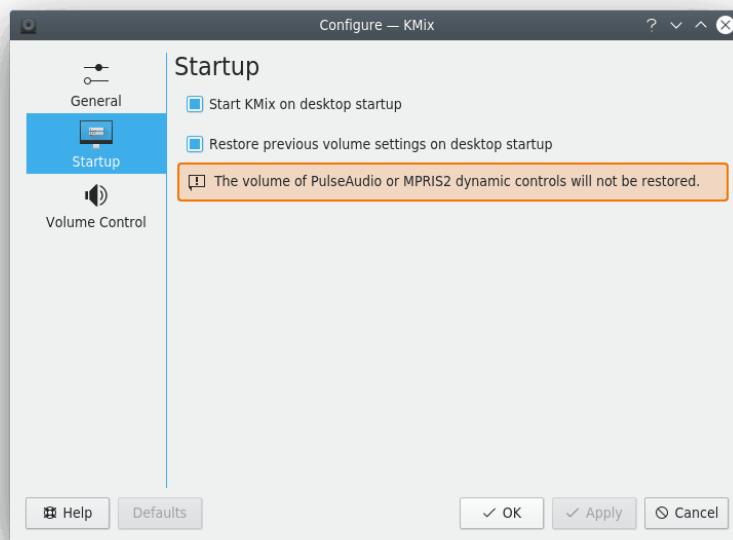 Configure — KMix
?
General
Startup
Volume Control
Startup
Start KMix on desktop startup
Restore previous volume settings on desktop startup
The volume of PulseAudio or MPRIS2 dynamic controls will not be restored.
Help
Defaults
OK
Apply
Cancel